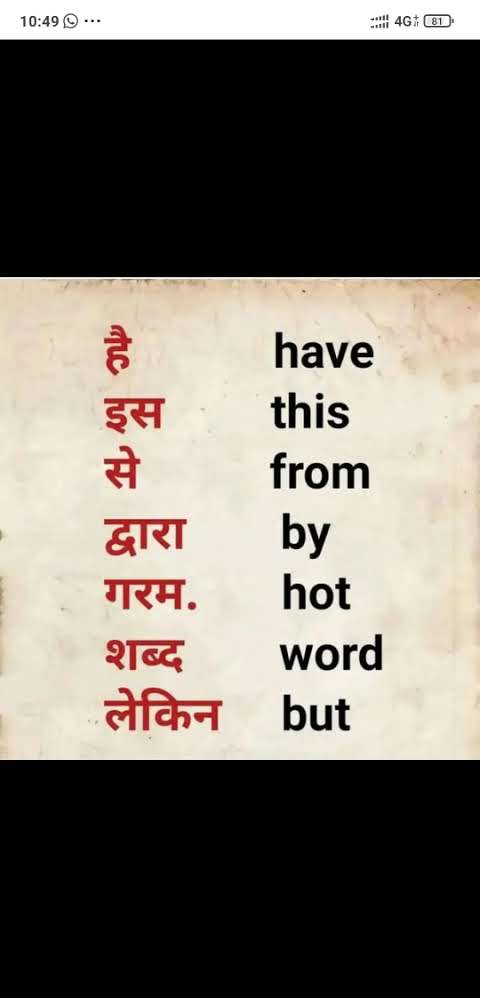 10:49 ... 4G 81
है have
इस this
से from
द्वारा by
गरम. hot
शब्द word
लेकिन but